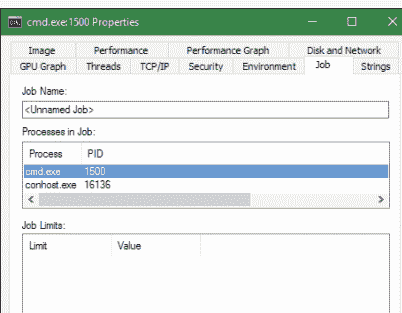 cmd.exe:1500 Properties
Image Performance Performance Graph Disk and Network
GPU Graph Threads TCP/IP Security Environment Job Strings
Job Name:
<Unnamed Job>
Processes in Job:
Process PID
cmd.exe 1500
conhost.exe 16136
Job Limits:
Limit Value